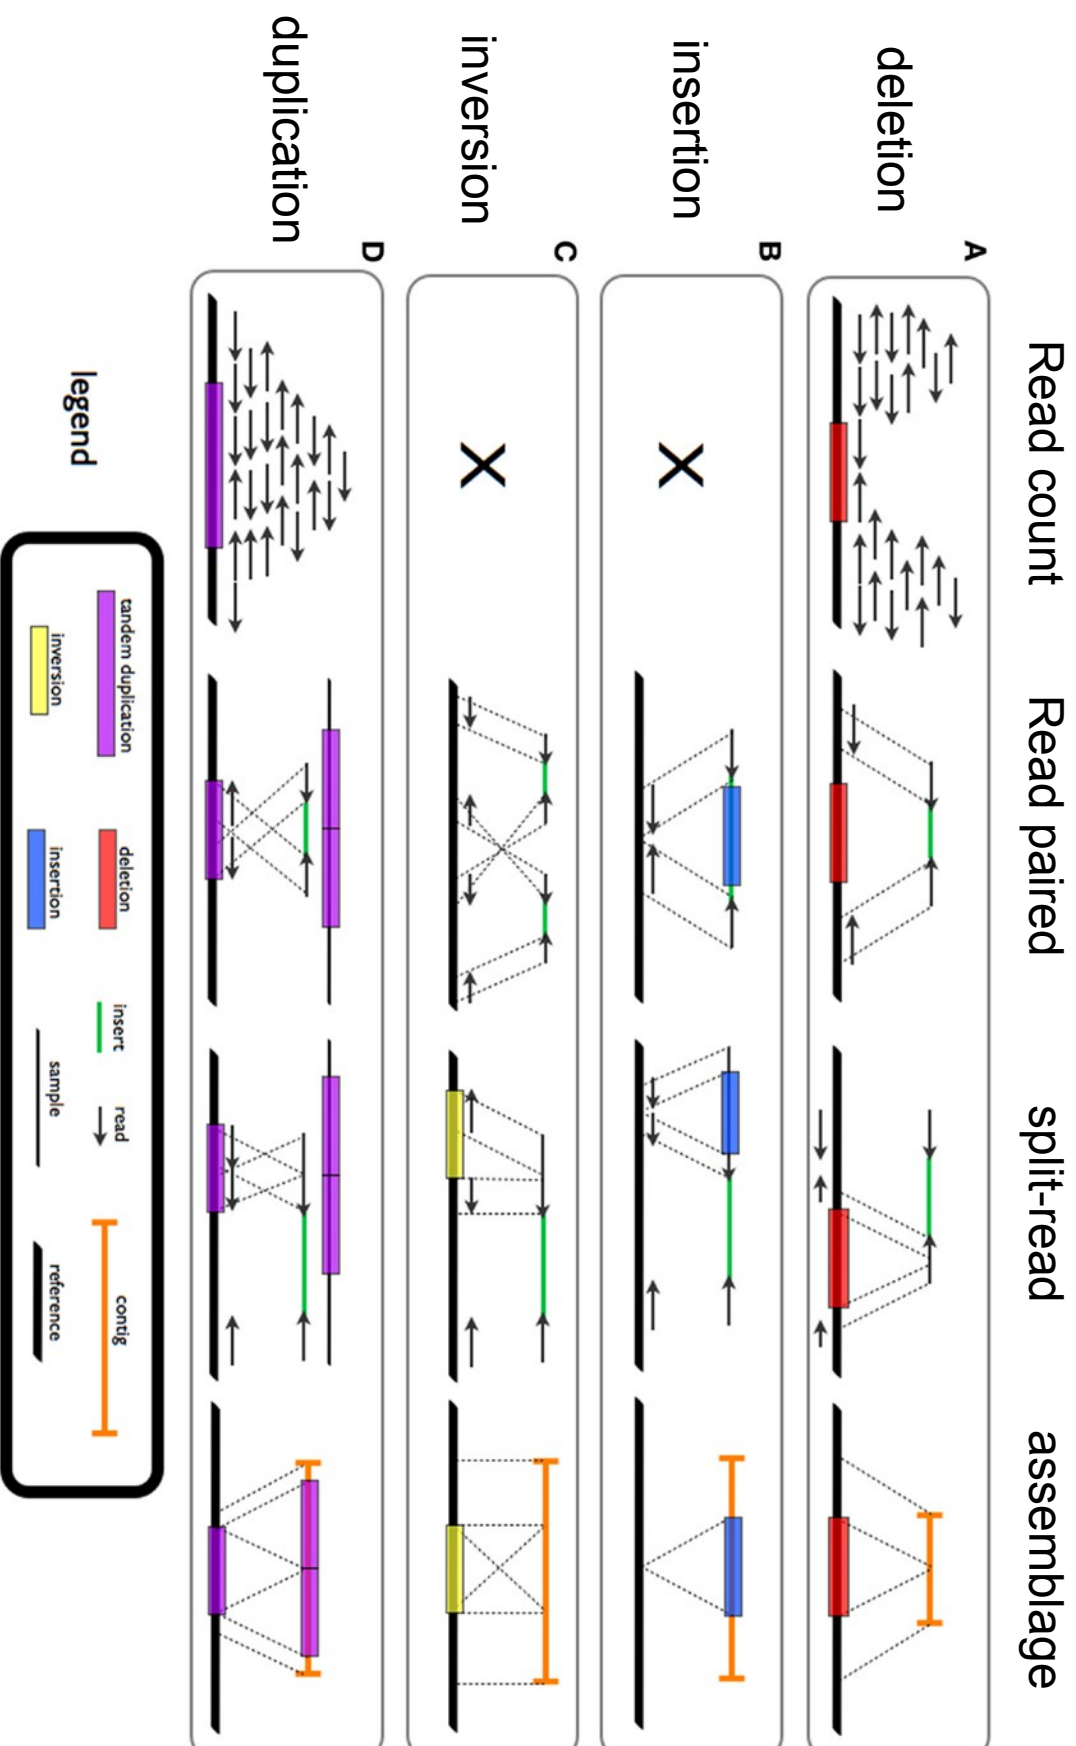 Read count
Read paired
split-read
assemblage
A
deletion
B
insertion
X
C
inversion
X
D
duplication
legend
tandem duplication
deletion
insert
read
contig
inversion
insertion
sample
reference